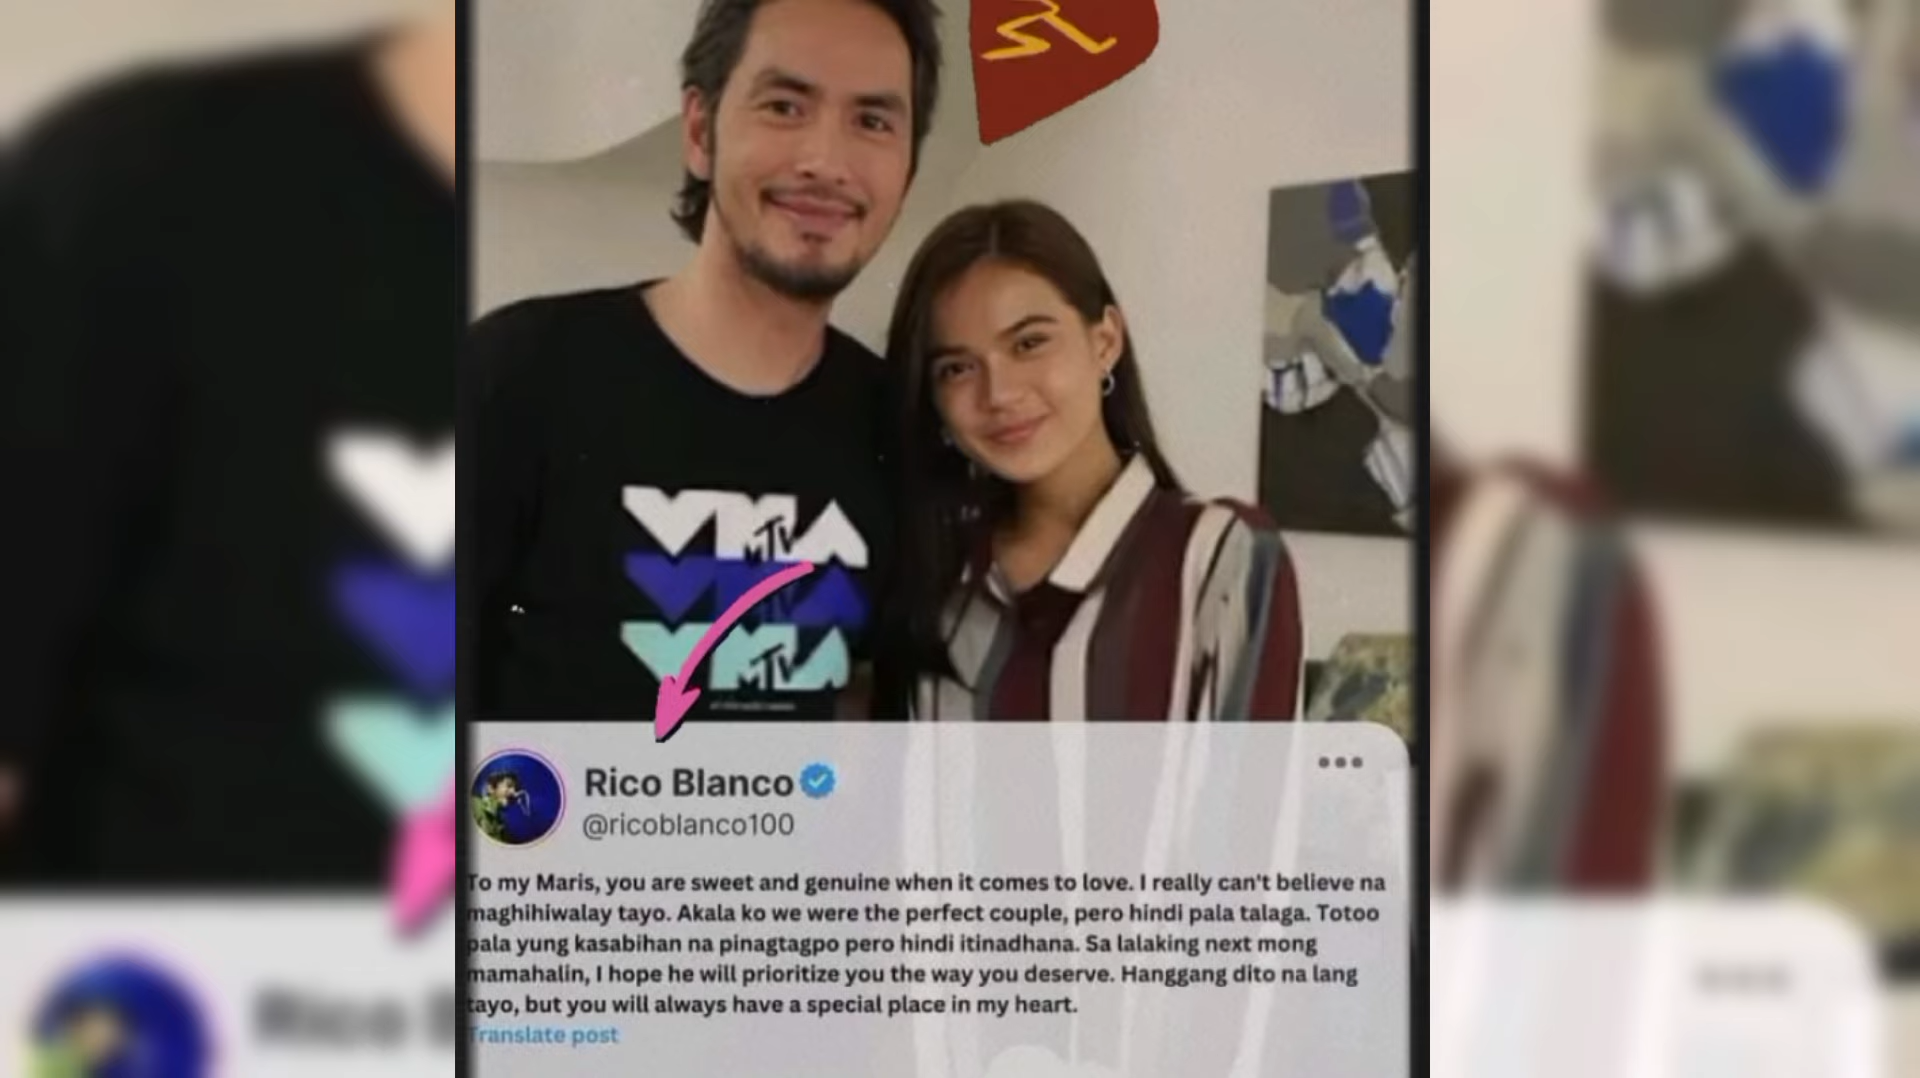 VMA
MTV
VMA
VMA
MTV
Rico Blanco
@ricoblanco100
To my Maris, you are sweet and genuine when it comes to love. I really can't believe na
maghihiwalay tayo. Akala ko we were the perfect couple, pero hindi pala talaga. Totoo
pala yung kasabihan na pinagtagpo pero hindi itinadhana. Sa lalaking next mong
mamahalin, I hope he will prioritize you the way you deserve. Hanggang dito na lang
tayo, but you will always have a special place in my heart.
Translate post